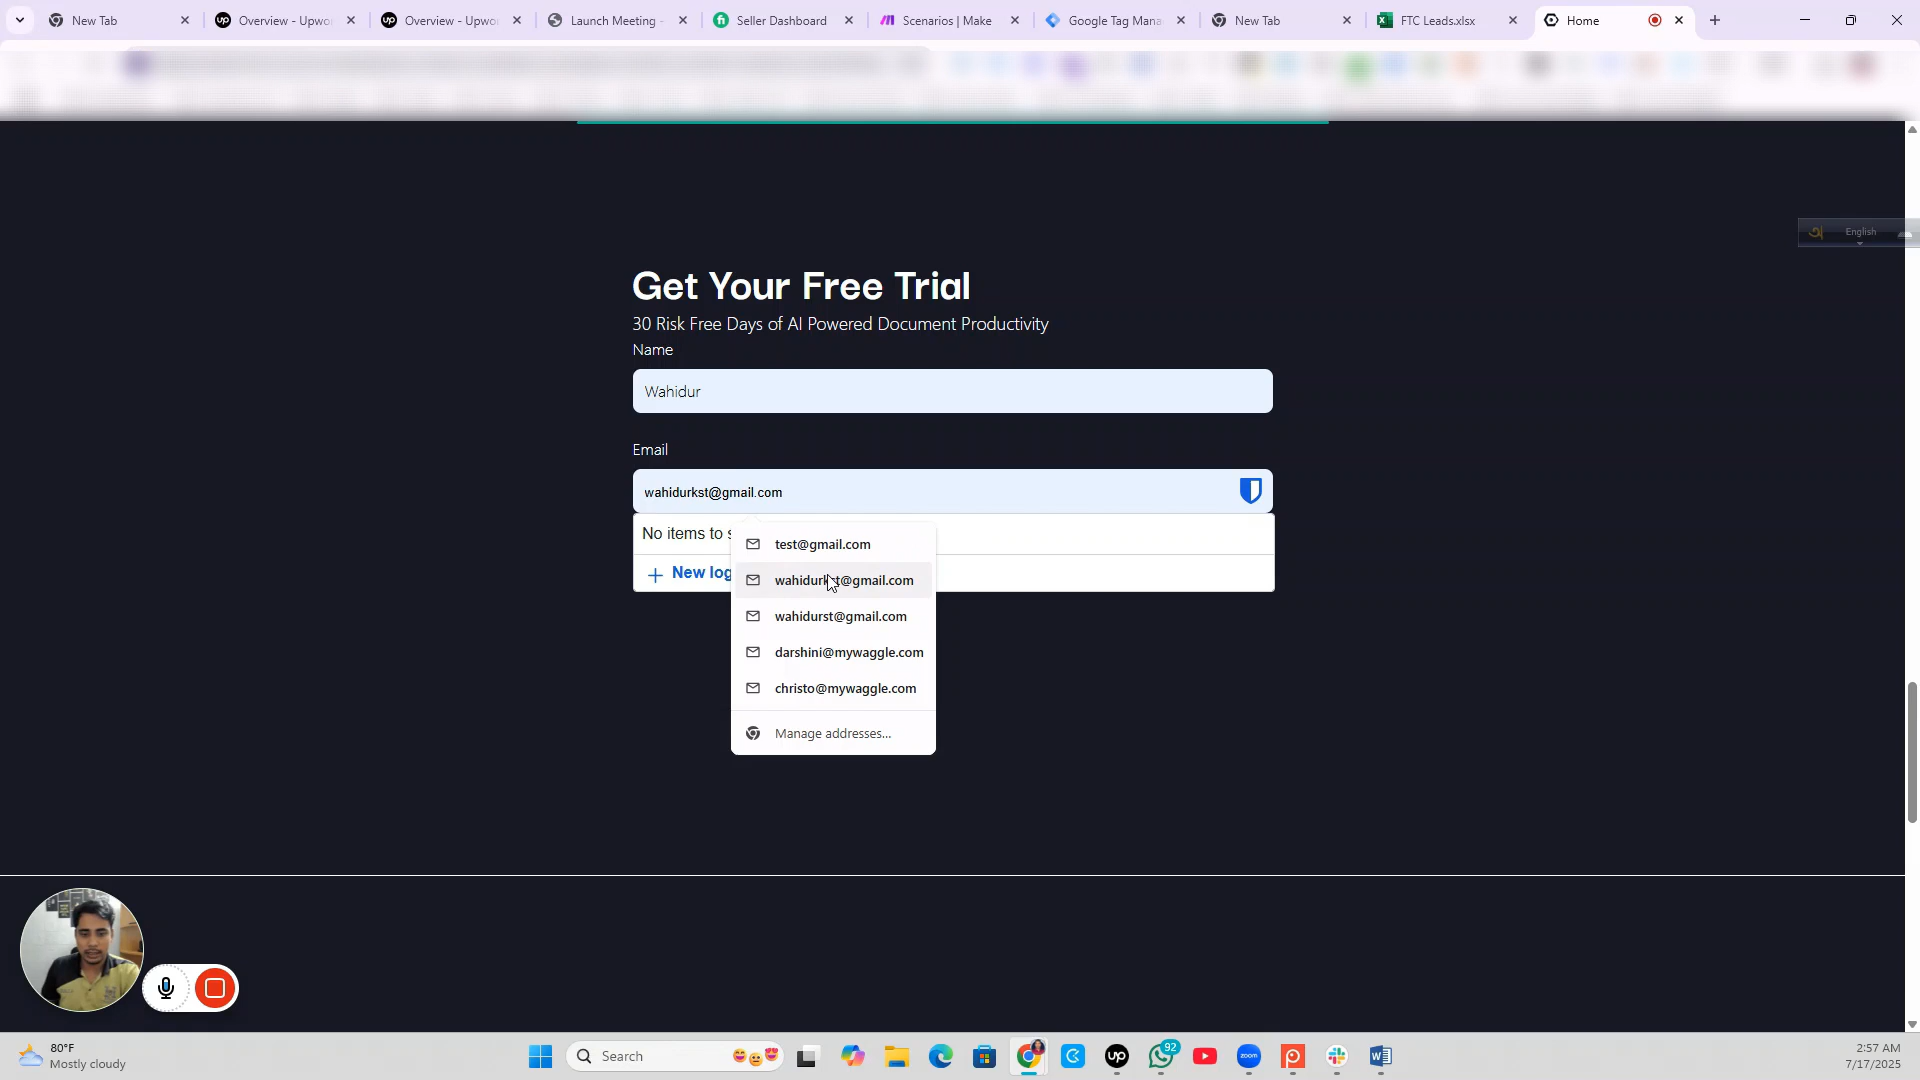 New Tab
Overview - Upwo
Overview - Upwo
Launch Meeting -
Seller Dashboard
Scenarios | Make
Google Tag Mana
New Tab
FTC Leads.xlsx
Home
English
Get Your Free Trial
30 Risk Free Days of AI Powered Document Productivity
Name
Wahidur
Email
wahidurkst@gmail.com
No items to s
New log
test@gmail.com
wahidurkst@gmail.com
wahidurst@gmail.com
darshini@mywaggle.com
christo@mywaggle.com
Manage addresses...
80°F
Mostly cloudy
Search
up
92
zoom
2:57 AM
7/17/2025